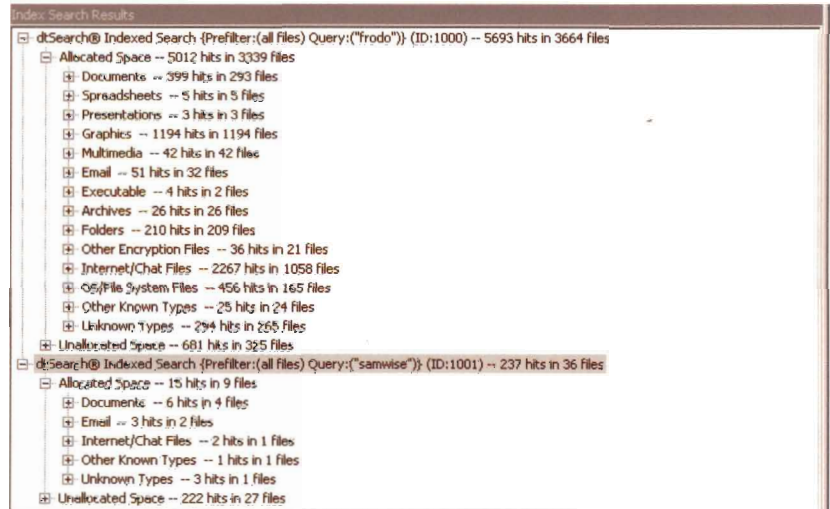 Index Search Results
dtSearch® Indexed Search {Prefilter:(all files) Query:("frodo")} (ID:1000) -- 5693 hits in 3664 files
Allocated Space -- 5012 hits in 3339 files
Documents -- 399 hits in 293 files
Spreadsheets -- 5 hits in 5 files
Presentations -- 3 hits in 3 files
Graphics -- 1194 hits in 1194 files
Multimedia -- 42 hits in 42 files
Email -- 51 hits in 32 files
Executable -- 4 hits in 2 files
Archives -- 26 hits in 26 files
Folders -- 210 hits in 209 files
Other Encryption Files -- 36 hits in 21 files
Internet/Chat Files -- 2267 hits in 1058 files
OS/File System Files -- 456 hits in 165 files
Other Known Types -- 25 hits in 24 files
Unknown Types -- 294 hits in 265 files
Unallocated Space -- 681 hits in 325 files
dtSearch® Indexed Search {Prefilter:(all files) Query:("samwise")} (ID:1001) -- 237 hits in 36 files
Allocated Space -- 15 hits in 9 files
Documents -- 6 hits in 4 files
Email -- 3 hits in 2 files
Internet/Chat Files -- 2 hits in 1 files
Other Known Types -- 1 hits in 1 files
Unknown Types -- 3 hits in 1 files
Unallocated Space -- 222 hits in 27 files